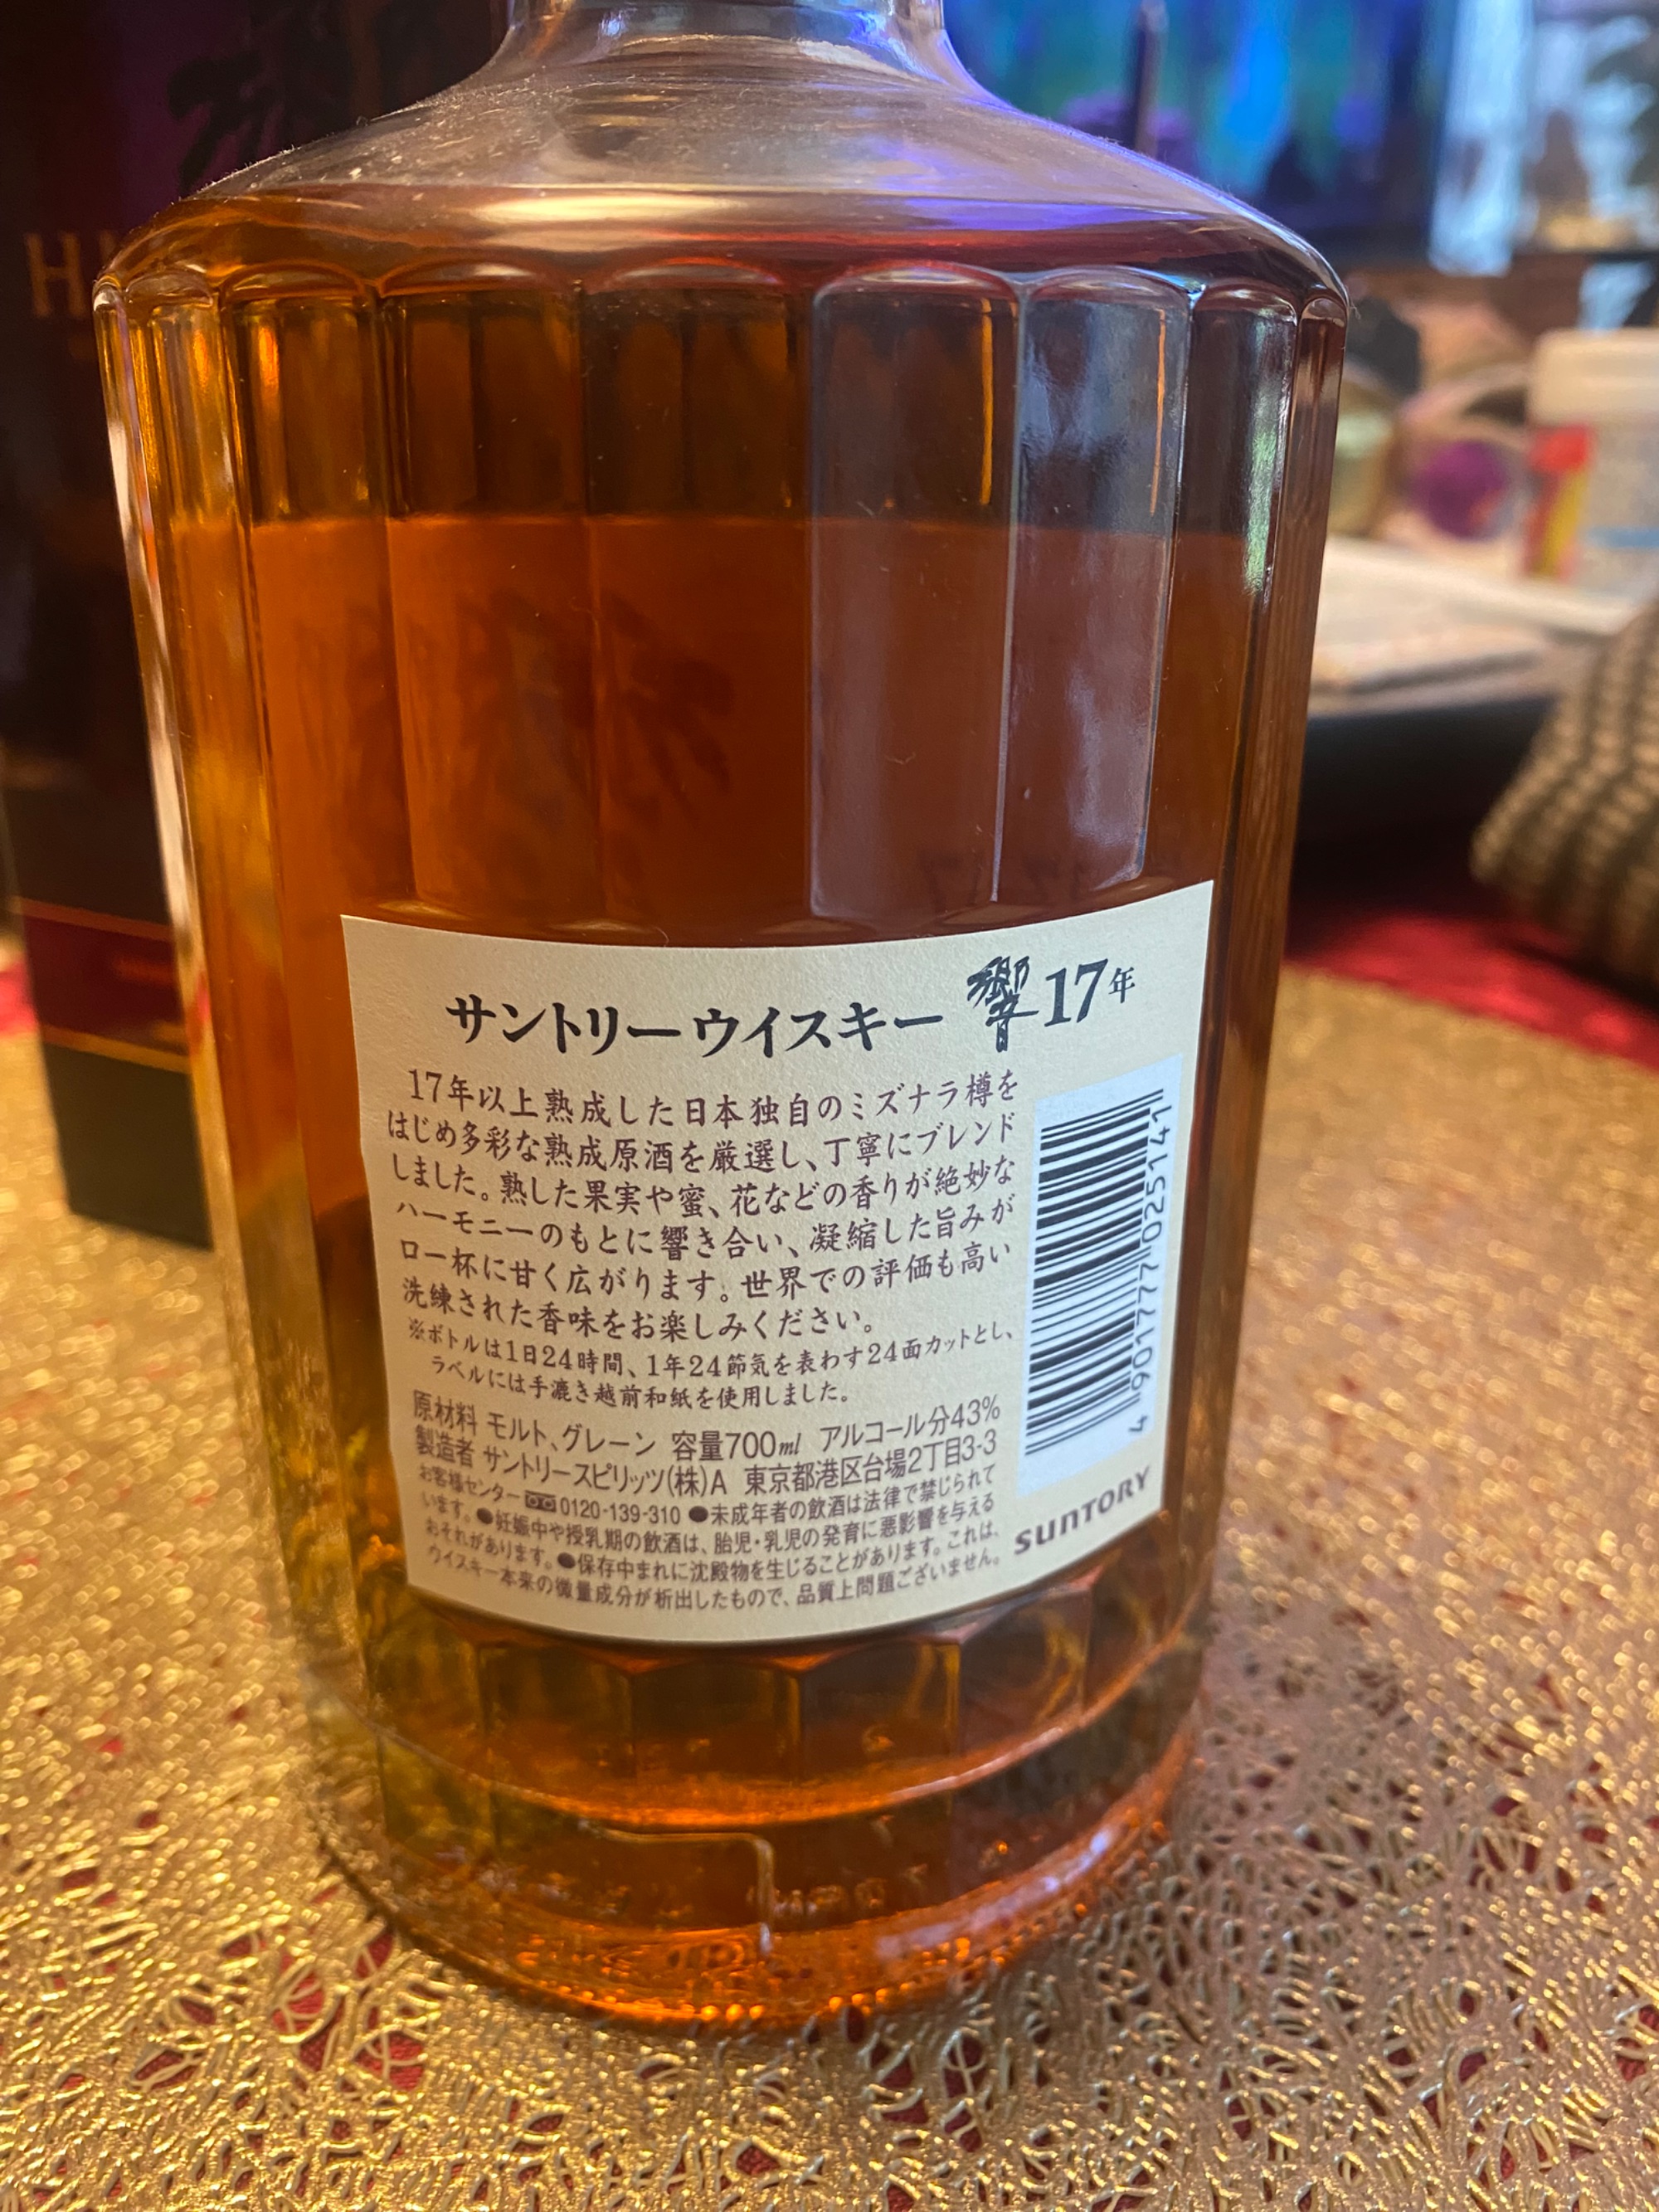 サントリーウイスキー 響 17年
17年以上熟成した日本独自のミズナラ樽を
はじめ多彩な熟成原酒を厳選し、丁寧にブレンド
しました。熟した果実や蜜、花などの香りが絶妙な
ハーモニーのもとに響き合い、凝縮した旨みが
口一杯に甘く広がります。世界での評価も高い
洗練された香味をお楽しみください。
※ボトルは1日24時間、1年24節気を表わす24面カットとし、
ラベルには手漉き越前和紙を使用しました。
原材料 モルト、グレーン 容量700ml アルコール分43%
製造者 サントリースピリッツ(株)A 東京都港区台場2丁目3-3
お客様センター 0120-139-310 ●未成年者の飲酒は法律で禁じられて
います。●妊娠中や授乳期の飲酒は、胎児・乳児の発育に悪影響を与える
おそれがあります。●保存中まれに沈殿物を生じることがあります。これは、
ウイスキー本来の微量成分が析出したもので、品質上問題ございません。
4 901777 025141
SUNTORY